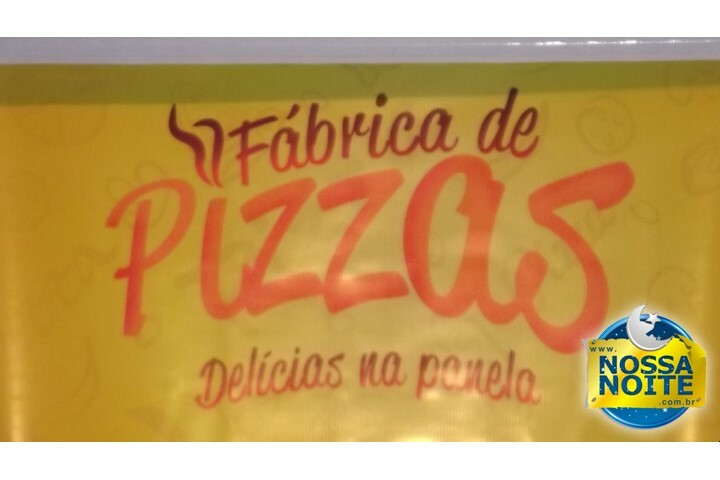 Fábrica de
PIZZAS
Delícias na panela
www.
NOSSA
NOITE
.com.br